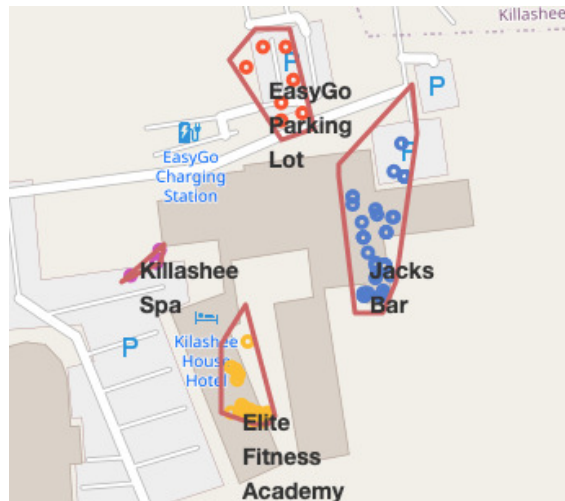 Killashee
P
P
EasyGo
Parking
Lot
EasyGo
Charging
Station
P
Killashee
Spa
Jacks
Bar
P
Kilashee
House
Hotel
Elite
Fitness
Academy